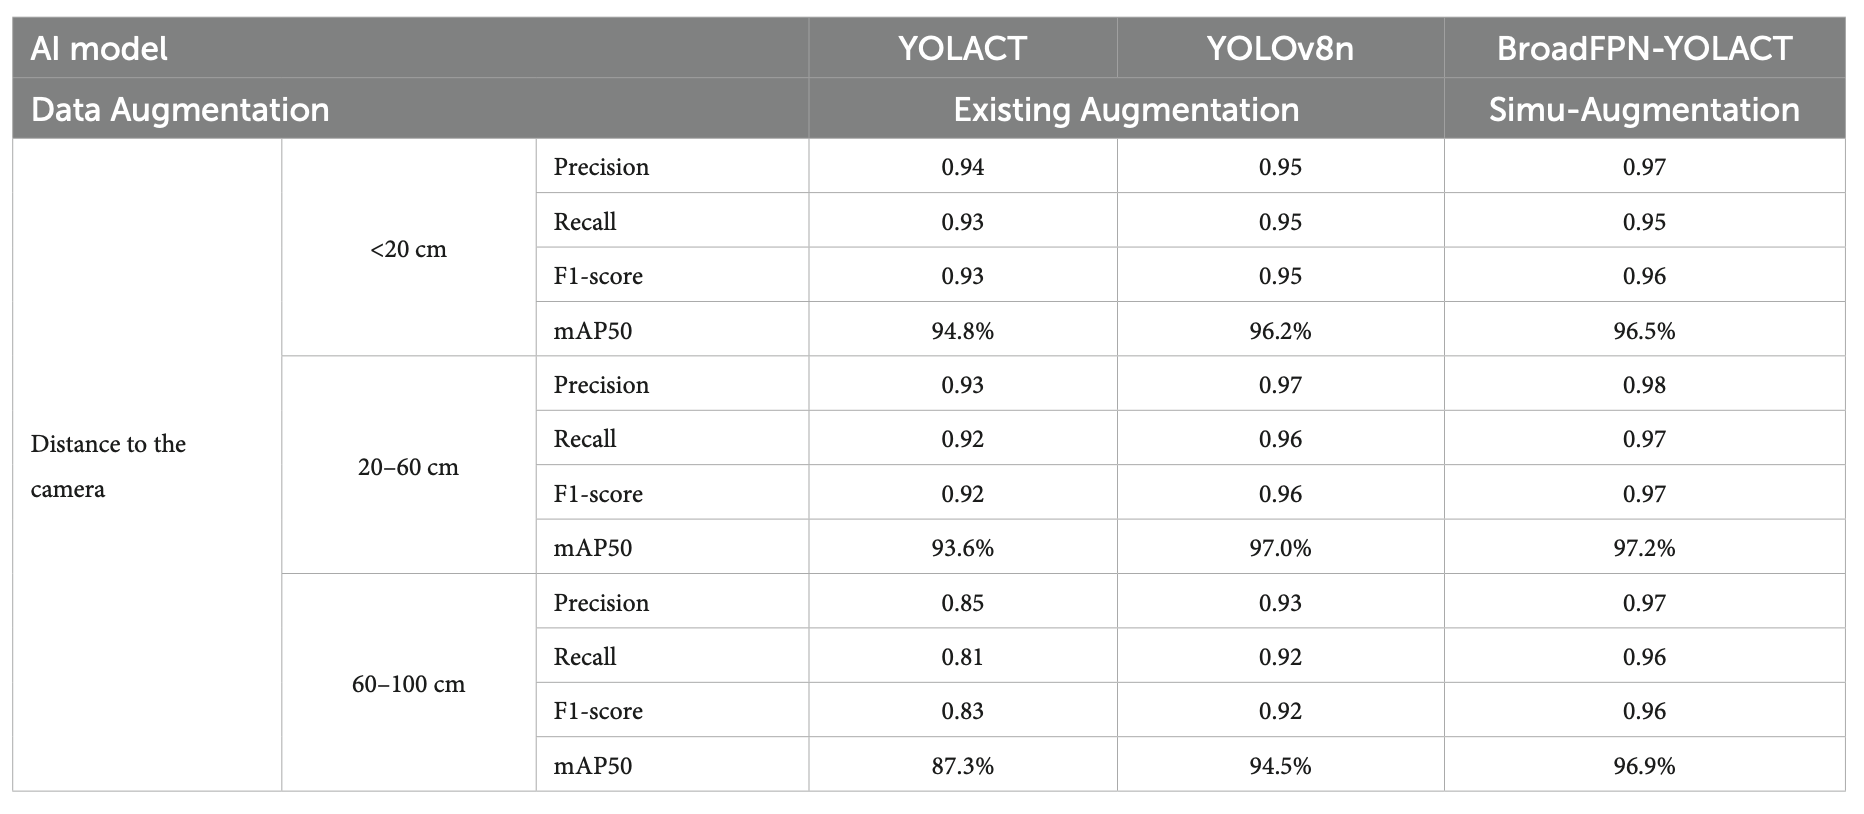 AI model YOLACT YOLOv8n BroadFPN-YOLACT
Data Augmentation Existing Augmentation Simu-Augmentation
Distance to the
camera
<20 cm
Precision 0.94 0.95 0.97
Recall 0.93 0.95 0.95
F1-score 0.93 0.95 0.96
mAP50 94.8% 96.2% 96.5%
20–60 cm
Precision 0.93 0.97 0.98
Recall 0.92 0.96 0.97
F1-score 0.92 0.96 0.97
mAP50 93.6% 97.0% 97.2%
60–100 cm
Precision 0.85 0.93 0.97
Recall 0.81 0.92 0.96
F1-score 0.83 0.92 0.96
mAP50 87.3% 94.5% 96.9%